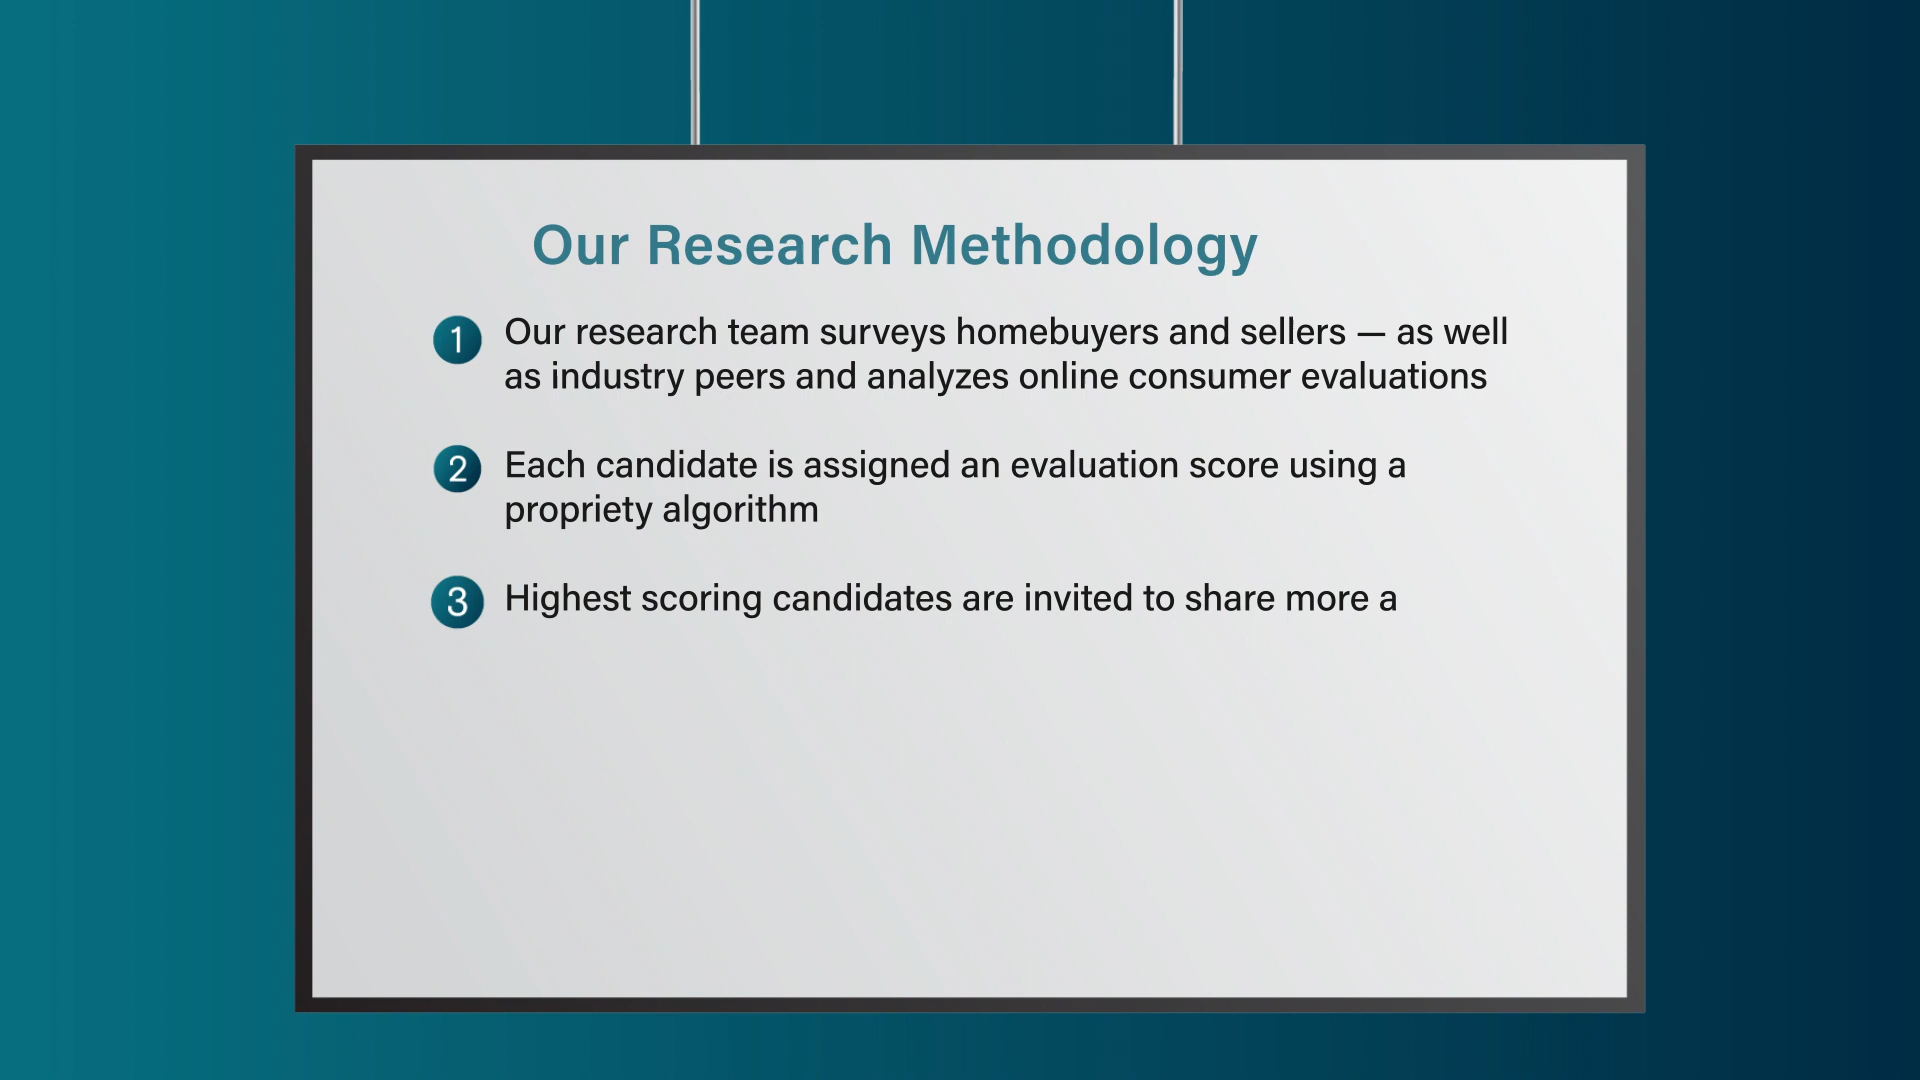 Our Research Methodology
1 Our research team surveys homebuyers and sellers — as well
as industry peers and analyzes online consumer evaluations
2 Each candidate is assigned an evaluation score using a
propriety algorithm
3 Highest scoring candidates are invited to share more a